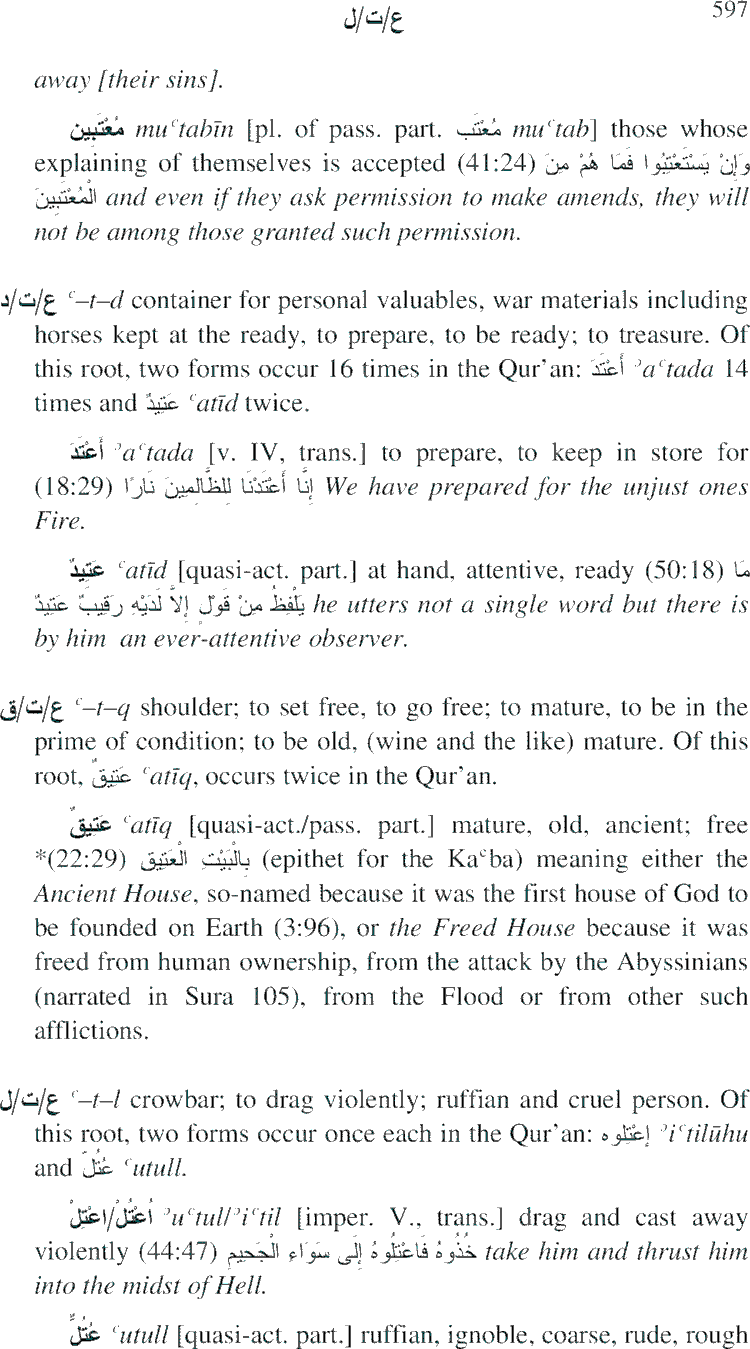 ع/ت/ل 597
away [their sins].
مُعْتَبِين muʿtabīn [pl. of pass. part. مُعْتَب muʿtab] those whose
explaining of themselves is accepted (41:24) وَإِنْ يَسْتَعْتِبُوا فَمَا هُمْ مِنَ
الْمُعْتَبِينَ and even if they ask permission to make amends, they will
not be among those granted such permission.
ع/ت/د ʿ–t–d container for personal valuables, war materials including
horses kept at the ready, to prepare, to be ready; to treasure. Of
this root, two forms occur 16 times in the Qur’an: أَعْتَدَ ʾaʿtada 14
times and عَتِيدٌ ʿatīd twice.
أَعْتَدَ ʾaʿtada [v. IV, trans.] to prepare, to keep in store for
(18:29) إِنَّا أَعْتَدْنَا لِلظَّالِمِينَ نَارًا We have prepared for the unjust ones
Fire.
عَتِيدٌ ʿatīd [quasi-act. part.] at hand, attentive, ready (50:18) مَا
يَلْفِظُ مِنْ قَوْلٍ إِلاَّ لَدَيْهِ رَقِيبٌ عَتِيدٌ he utters not a single word but there is
by him an ever-attentive observer.
ع/ت/ق ʿ–t–q shoulder; to set free, to go free; to mature, to be in the
prime of condition; to be old, (wine and the like) mature. Of this
root, عَتِيقٌ ʿatīq, occurs twice in the Qur’an.
عَتِيقٌ ʿatīq [quasi-act./pass. part.] mature, old, ancient; free
*(22:29) بِالْبَيْتِ الْعَتِيق (epithet for the Kaʿba) meaning either the
Ancient House, so-named because it was the first house of God to
be founded on Earth (3:96), or the Freed House because it was
freed from human ownership, from the attack by the Abyssinians
(narrated in Sura 105), from the Flood or from other such
afflictions.
ع/ت/ل ʿ–t–l crowbar; to drag violently; ruffian and cruel person. Of
this root, two forms occur once each in the Qur’an: إعْتِلوه ʾiʿtilūhu
and عُتُلّ ʿutull.
اُعْتُلْ/اعْتِلْ ʾuʿtull/ʾiʿtil [imper. V., trans.] drag and cast away
violently (44:47) خُذُوهُ فَاعْتِلُوهُ إِلَى سَوَاءِ الْجَحِيمِ take him and thrust him
into the midst of Hell.
عُتُلٌّ ʿutull [quasi-act. part.] ruffian, ignoble, coarse, rude, rough